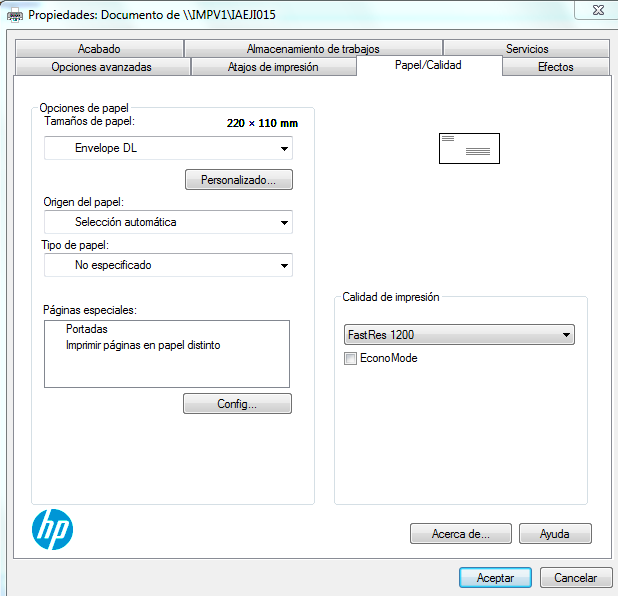 Propiedades: Documento de \\IMPV1\IAEJI015
Acabado
Almacenamiento de trabajos
Servicios
Opciones avanzadas
Atajos de impresión
Papel/Calidad
Efectos
Opciones de papel
Tamaños de papel:
220 × 110 mm
Envelope DL
Personalizado...
Origen del papel:
Selección automática
Tipo de papel:
No especificado
Páginas especiales:
Portadas
Imprimir páginas en papel distinto
Config...
Calidad de impresión
FastRes 1200
EconoMode
hp
Acerca de...
Ayuda
Aceptar
Cancelar